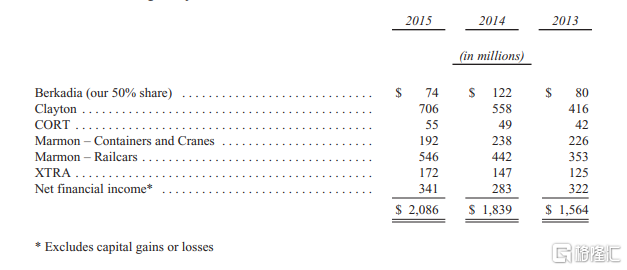 2015 2014 2013
(in millions)
Berkadia (our 50% share) .............................. $ 74 $ 122 $ 80
Clayton .............................................. 706 558 416
CORT ................................................ 55 49 42
Marmon – Containers and Cranes ........................ 192 238 226
Marmon – Railcars ..................................... 546 442 353
XTRA ................................................ 172 147 125
Net financial income* ................................. 341 283 322
$ 2,086 $ 1,839 $ 1,564
* Excludes capital gains or losses
格隆汇